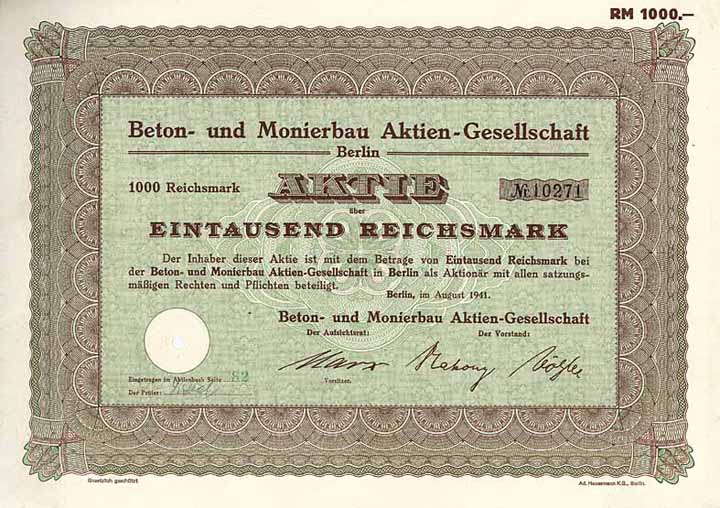 RM 1000.—
Beton- und Monierbau Aktien-Gesellschaft
Berlin
1000 Reichsmark AKTIE № 10271
über
EINTAUSEND REICHSMARK
Der Inhaber dieser Aktie ist mit dem Betrage von Eintausend Reichsmark bei
der Beton- und Monierbau Aktien-Gesellschaft in Berlin als Aktionär mit allen satzungs-
mäßigen Rechten und Pflichten beteiligt.
Berlin, im August 1941.
Beton- und Monierbau Aktien-Gesellschaft
Der Aufsichtsrat: Der Vorstand:
Marx
Vorsitzer.
Eingetragen im Aktienbuch Seite 82
Der Prüfer:
Gesetzlich geschützt
Ad. Haussmann K.G., Berlin.